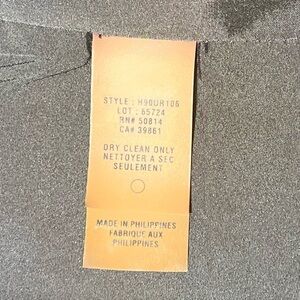 STYLE : H90UR106
LOT : 65724
RN# 50814
CA# 39861
DRY CLEAN ONLY
NETTOYER A SEC
SEULEMENT
MADE IN PHILIPPINES
FABRIQUE AUX
PHILIPPINES